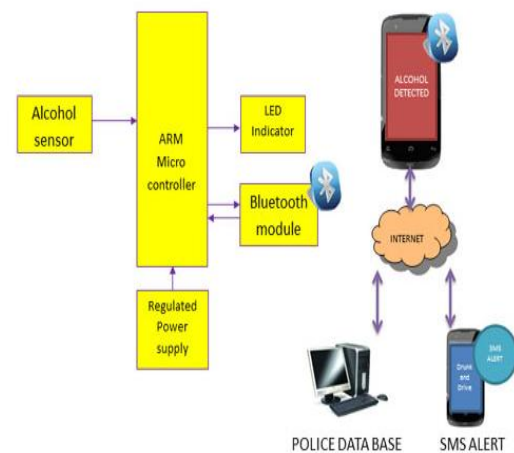 Alcohol
sensor
ARM
Micro
controller
LED
Indicator
Bluetooth
module
Regulated
Power
supply
ALCOHOL
DETECTED
INTERNET
Drunk
and
Drive
SMS
ALERT
POLICE DATA BASE
SMS ALERT